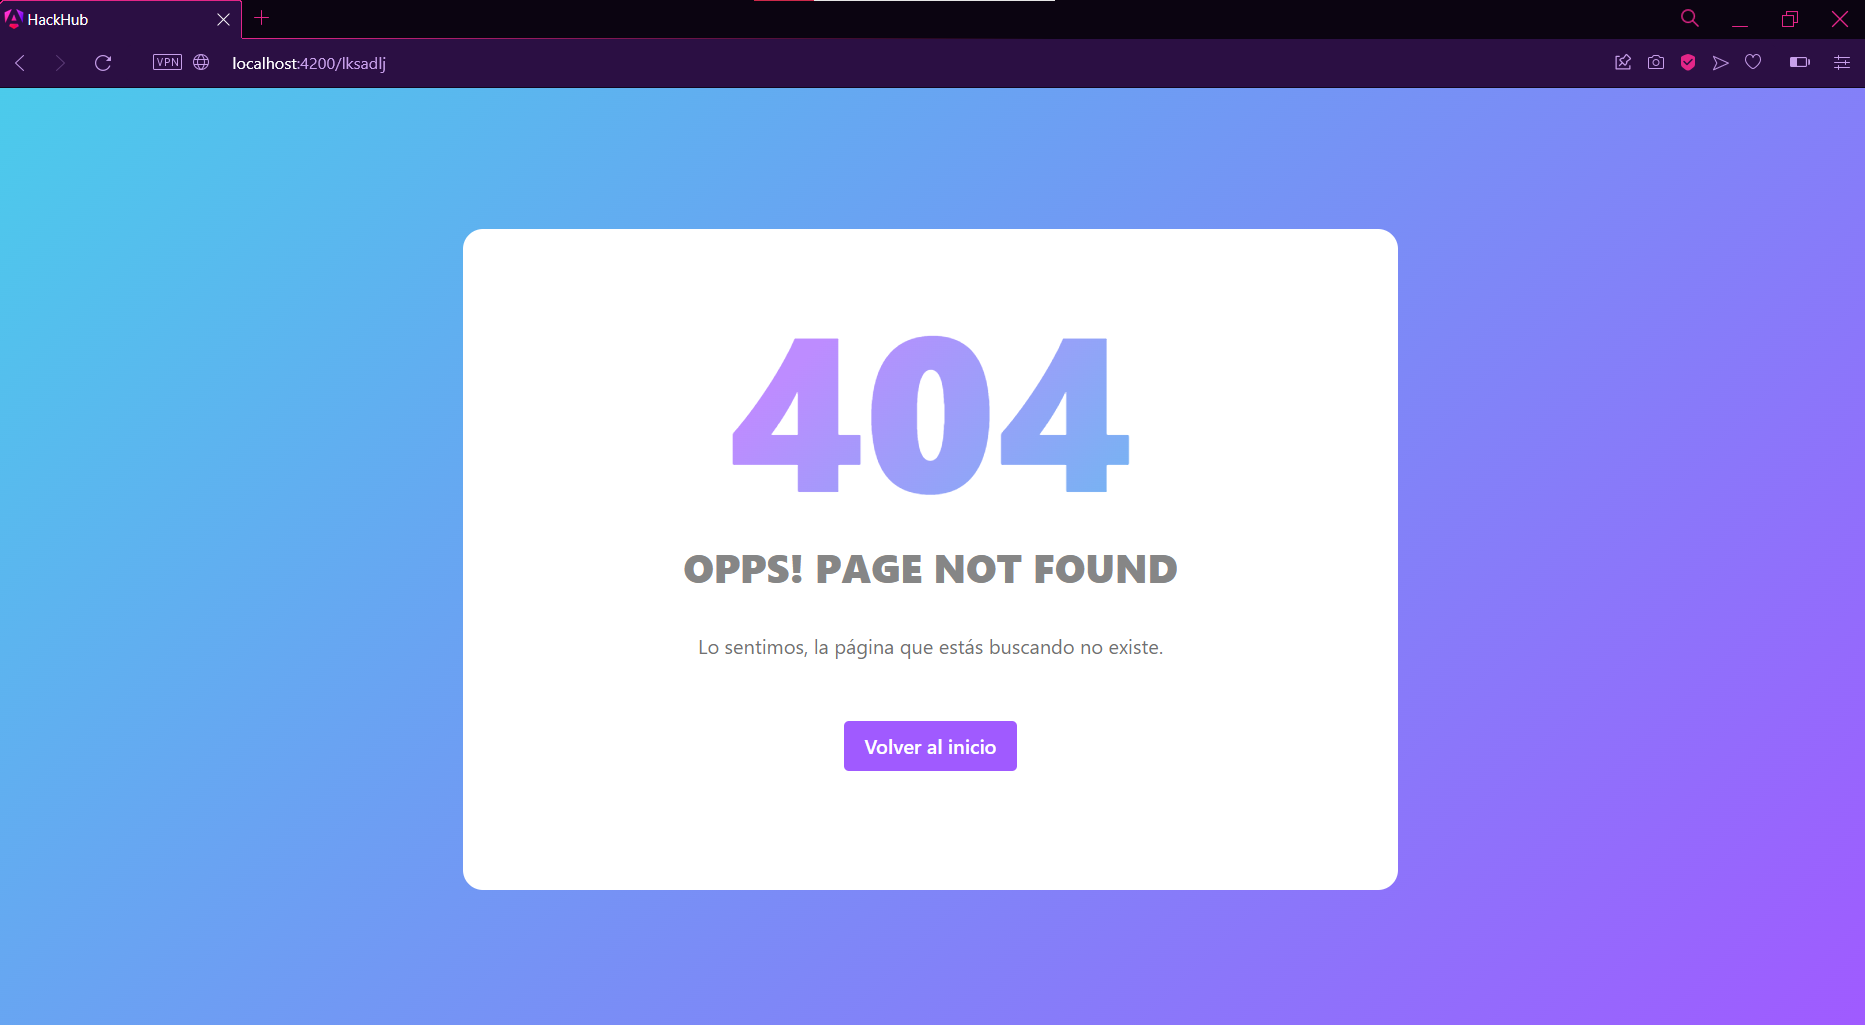 HackHub
VPN
localhost:4200/lksadlj
404
OPPS! PAGE NOT FOUND
Lo sentimos, la página que estás buscando no existe.
Volver al inicio